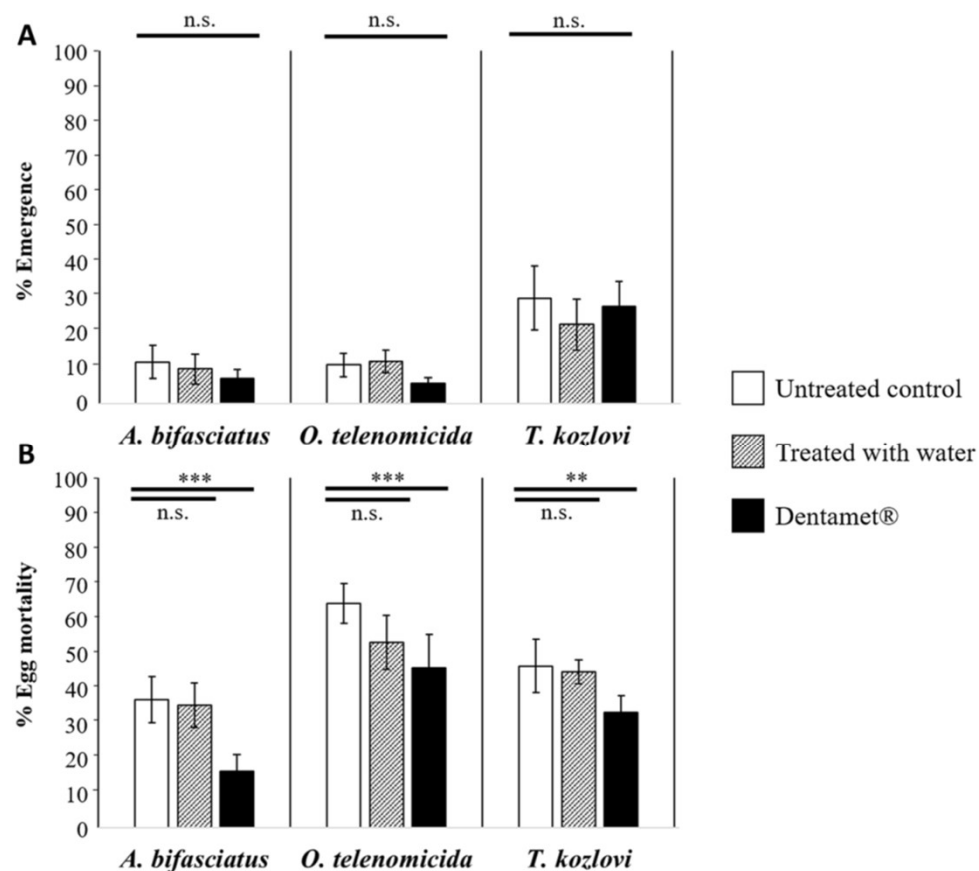 A
n.s.
n.s.
n.s.
100
90
80
70
60
50
40
30
20
10
0
% Emergence
A. bifasciatus
O. telenomicida
T. kozlovi
Untreated control
Treated with water
Dentamet®
B
***
n.s.
***
n.s.
**
n.s.
100
90
80
70
60
50
40
30
20
10
0
% Egg mortality
A. bifasciatus
O. telenomicida
T. kozlovi